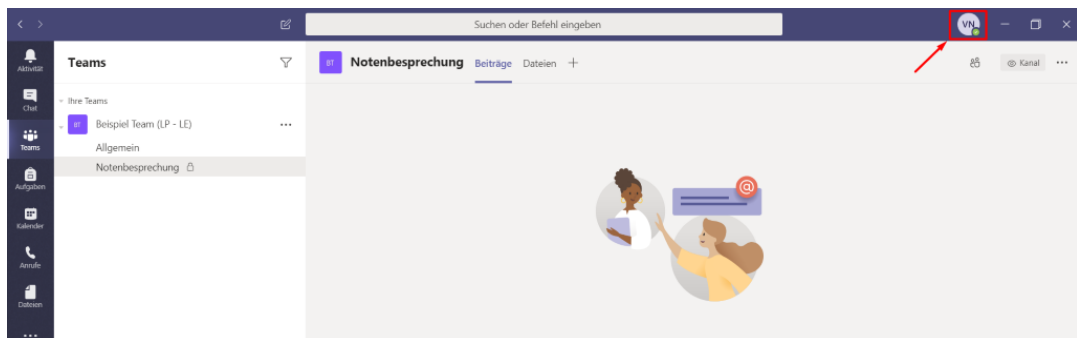 Suchen oder Befehl eingeben
VN
Aktivität
Chat
Teams
Aufgaben
Kalender
Anrufe
Dateien
Teams
Ihre Teams
BT Beispiel Team (LP - LE)
Allgemein
Notenbesprechung
BT Notenbesprechung Beiträge Dateien
Kanal
@